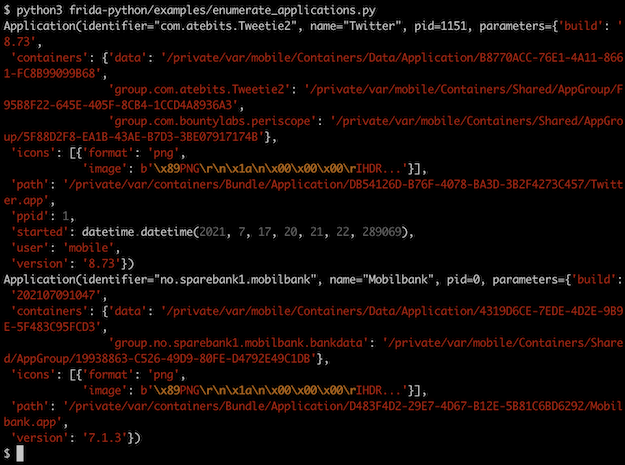 $ python3 frida-python/examples/enumerate_applications.py
Application(identifier="com.atebits.Tweetie2", name="Twitter", pid=1151, parameters={'build': '
8.73',
 'containers': {'data': '/private/var/mobile/Containers/Data/Application/B8770ACC-76E1-4A11-866
1-FC8B99099B68',
                'group.com.atebits.Tweetie2': '/private/var/mobile/Containers/Shared/AppGroup/F
95B8F22-645E-405F-8CB4-1CCD4A8936A3',
                'group.com.bountylabs.periscope': '/private/var/mobile/Containers/Shared/AppGro
up/5F88D2F8-EA1B-43AE-B7D3-3BE07917174B'},
 'icons': [{'format': 'png',
            'image': b'\x89PNG\r\n\x1a\n\x00\x00\x00\rIHDR...'}],
 'path': '/private/var/containers/Bundle/Application/DB54126D-B76F-4078-BA3D-3B2F4273C457/Twitt
er.app',
 'ppid': 1,
 'started': datetime.datetime(2021, 7, 17, 20, 21, 22, 289069),
 'user': 'mobile',
 'version': '8.73'})
Application(identifier="no.sparebank1.mobilbank", name="Mobilbank", pid=0, parameters={'build':
 '202107091047',
 'containers': {'data': '/private/var/mobile/Containers/Data/Application/4319D6CE-7EDE-4D2E-9B9
E-5F483C95FCD3',
                'group.no.sparebank1.mobilbank.bankdata': '/private/var/mobile/Containers/Share
d/AppGroup/19938863-C526-49D9-80FE-D4792E49C1DB'},
 'icons': [{'format': 'png',
            'image': b'\x89PNG\r\n\x1a\n\x00\x00\x00\rIHDR...'}],
 'path': '/private/var/containers/Bundle/Application/D483F4D2-29E7-4D67-B12E-5B81C6BD6292/Mobil
bank.app',
 'version': '7.1.3'})
$